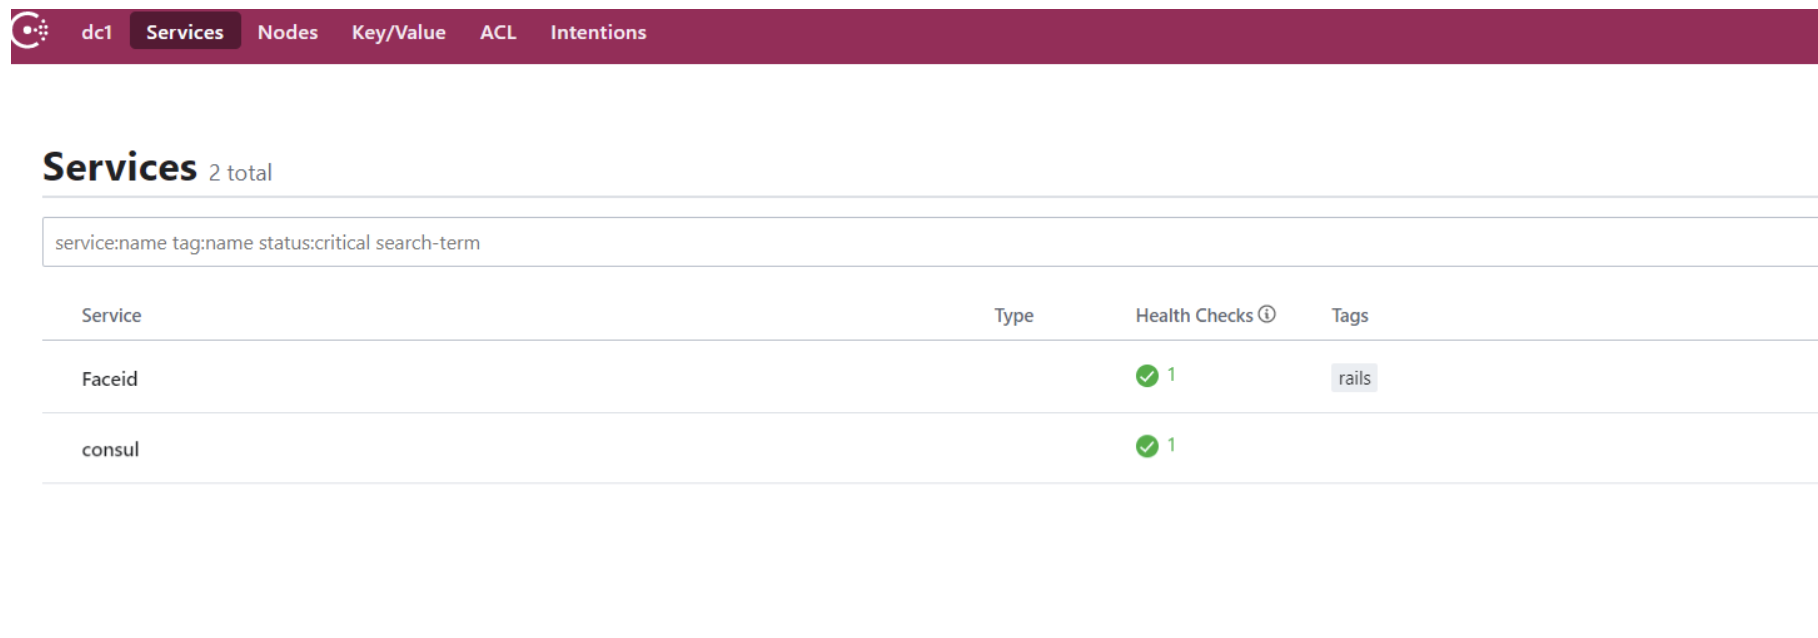 dc1 Services Nodes Key/Value ACL Intentions
Services 2 total
service:name tag:name status:critical search-term
Service Type Health Checks Tags
Faceid 1 rails
consul 1